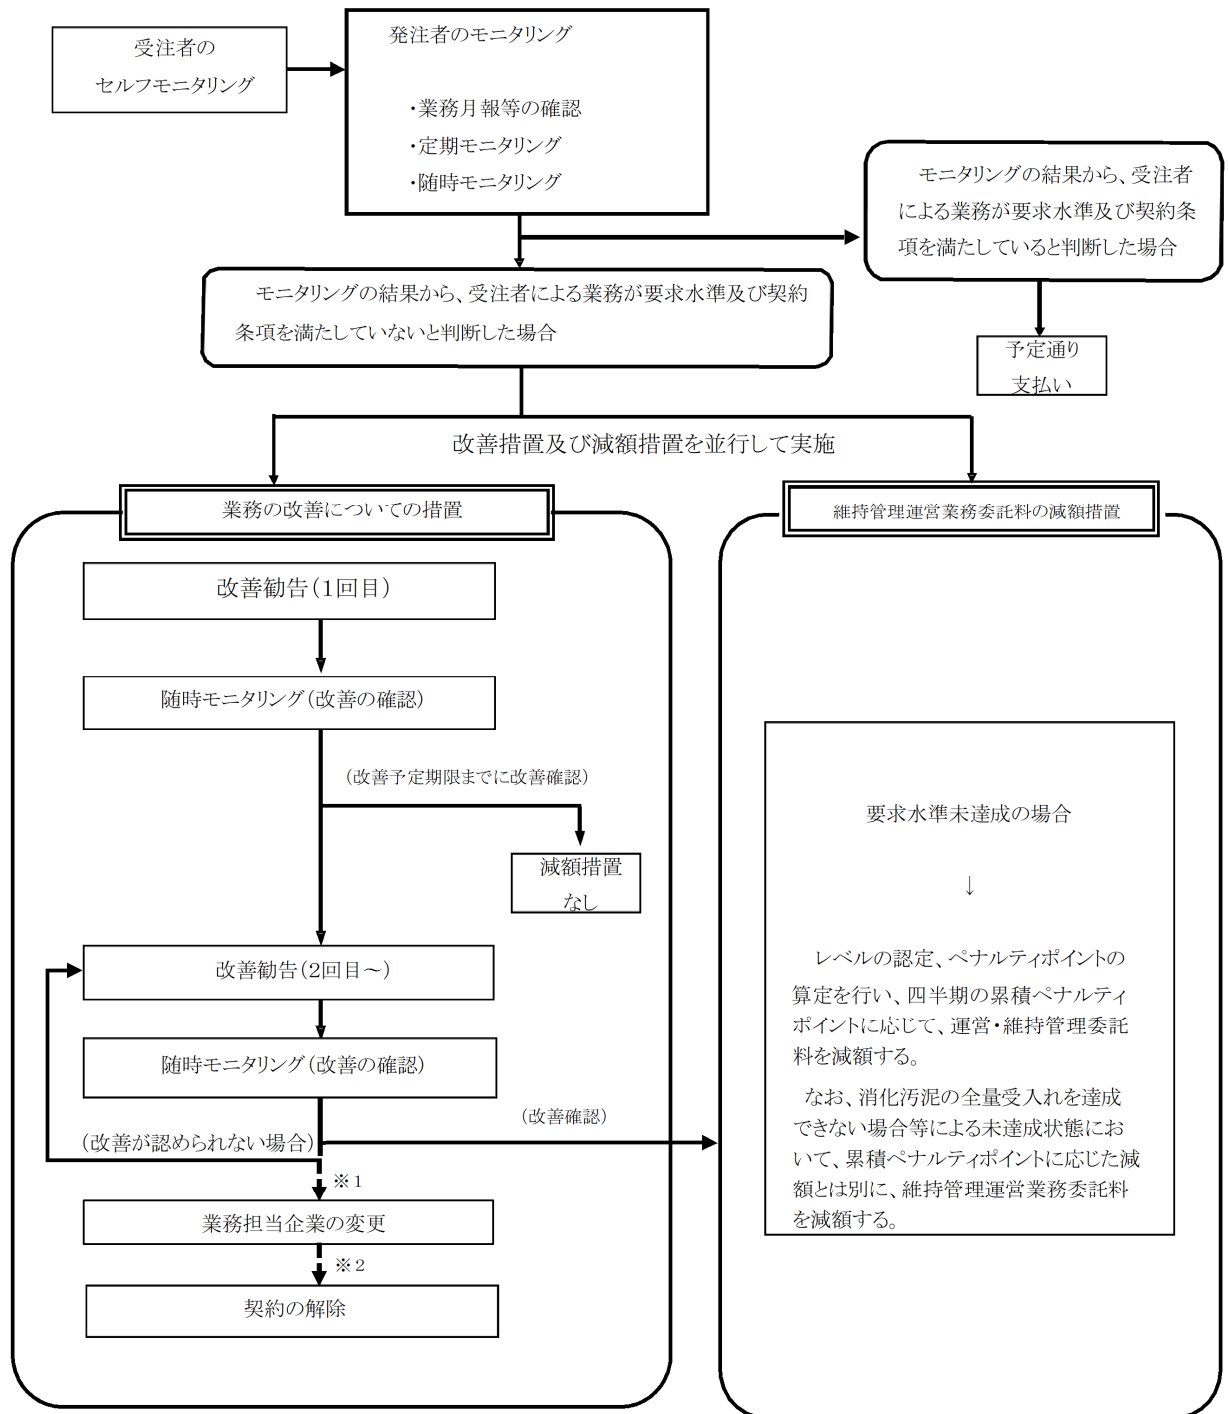 受注者の
セルフモニタリング
発注者のモニタリング
・業務月報等の確認
・定期モニタリング
・随時モニタリング
モニタリングの結果から、受注者
による業務が要求水準及び契約条
項を満たしていると判断した場合
予定通り
支払い
モニタリングの結果から、受注者による業務が要求水準及び契約
条項を満たしていないと判断した場合
改善措置及び減額措置を並行して実施
業務の改善についての措置
改善勧告(1回目)
随時モニタリング(改善の確認)
(改善予定期限までに改善確認)
減額措置
なし
改善勧告(2回目~)
随時モニタリング(改善の確認)
(改善確認)
(改善が認められない場合)
※1
業務担当企業の変更
※2
契約の解除
維持管理運営業務委託料の減額措置
要求水準未達成の場合
↓
レベルの認定、ペナルティポイントの
算定を行い、四半期の累積ペナルティ
ポイントに応じて、運営・維持管理委託
料を減額する。
なお、消化汚泥の全量受入れを達成
できない場合等による未達成状態にお
いて、累積ペナルティポイントに応じた減
額とは別に、維持管理運営業務委託料
を減額する。